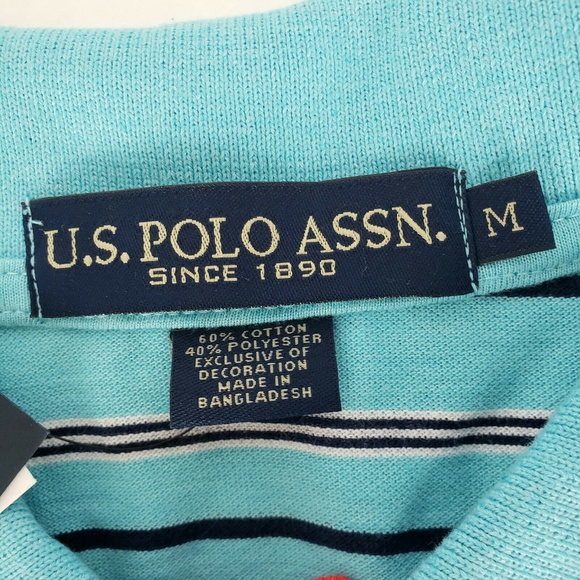 U.S. POLO ASSN.
SINCE 1890
M
60% COTTON
40% POLYESTER
EXCLUSIVE OF
DECORATION
MADE IN
BANGLADESH